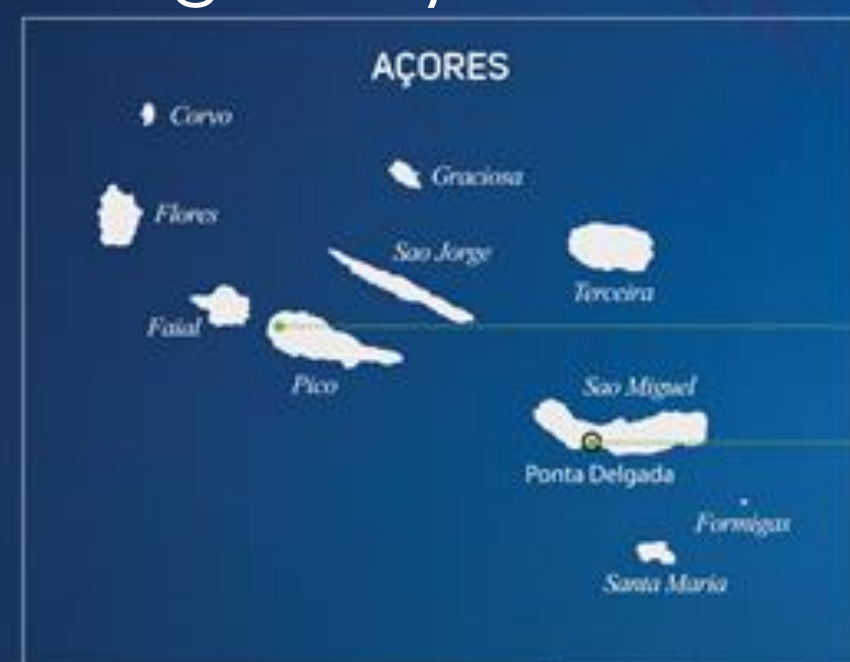 AÇORES
Corvo
Graciosa
Flores
Sao Jorge
Terceira
Faial
Pico
Sao Miguel
Ponta Delgada
Formigas
Santa Maria